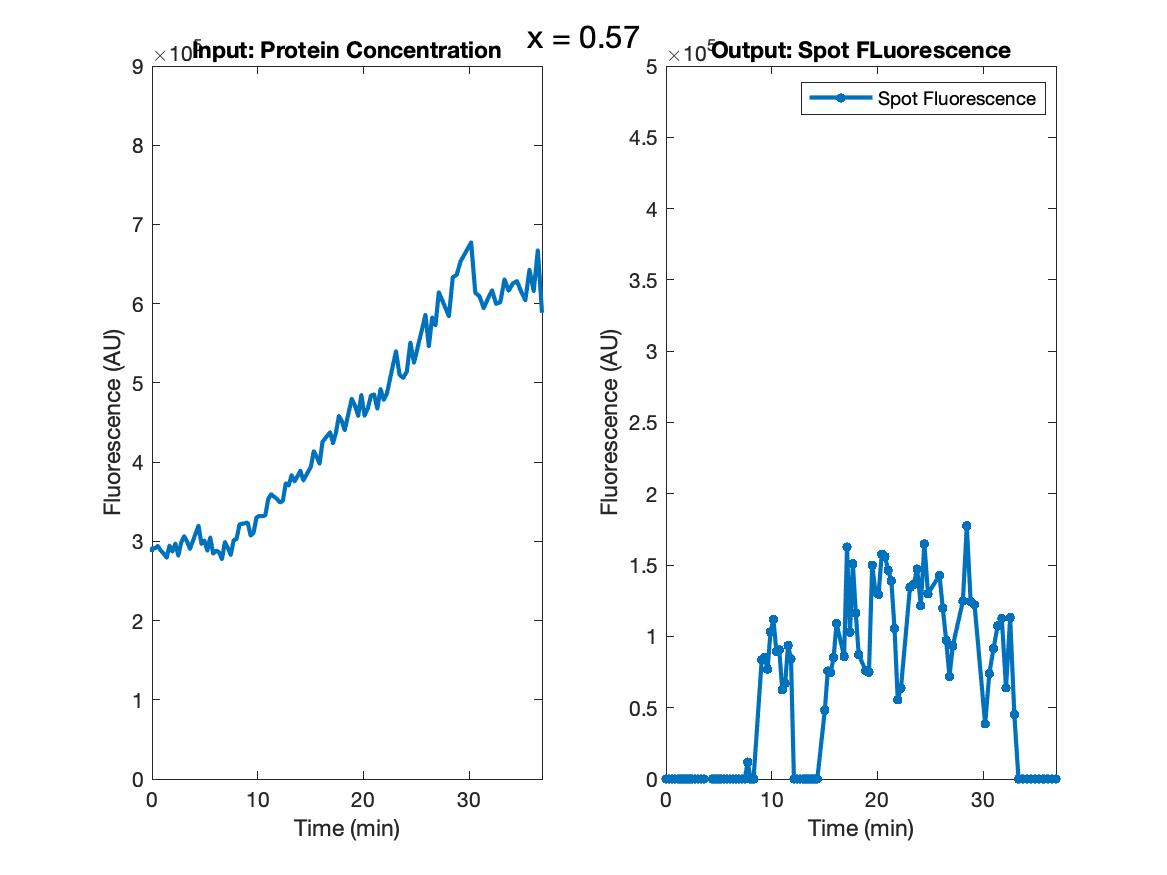 x = 0.57
×10⁵
Input: Protein Concentration
9
8
7
6
5
4
3
2
1
0
0 10 20 30
Time (min)
Fluorescence (AU)
×10⁵
Output: Spot FLuorescence
Spot Fluorescence
5
4.5
4
3.5
3
2.5
2
1.5
1
0.5
0
0 10 20 30
Time (min)
Fluorescence (AU)